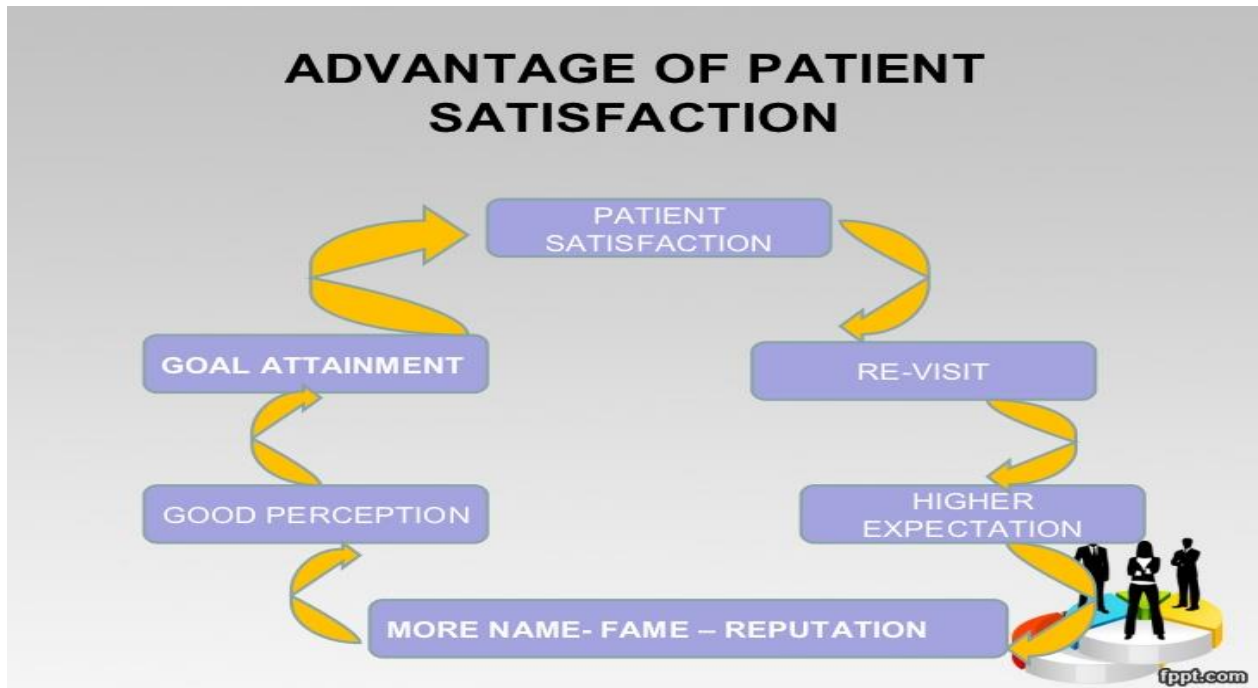 ADVANTAGE OF PATIENT
SATISFACTION
PATIENT
SATISFACTION
RE-VISIT
HIGHER
EXPECTATION
MORE NAME- FAME – REPUTATION
GOOD PERCEPTION
GOAL ATTAINMENT
fppt.com